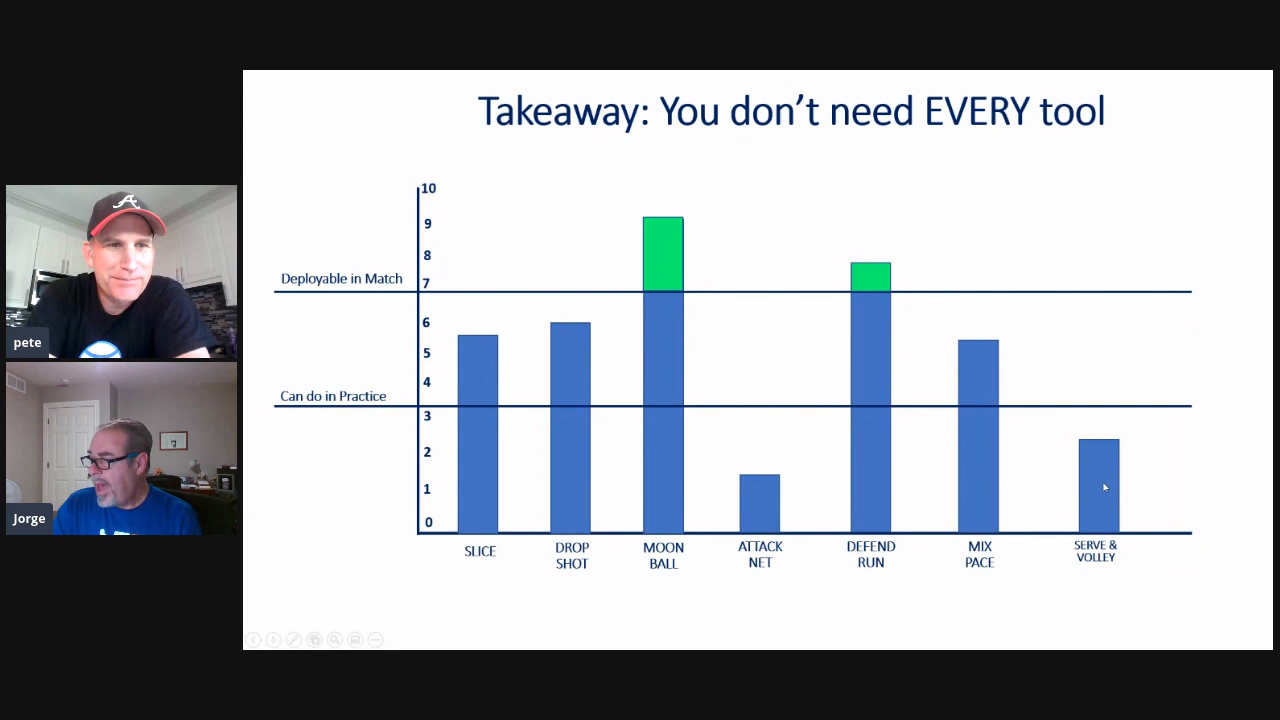 Takeaway: You don't need EVERY tool
10
9
8
Deployable in Match
7
6
5
4
Can do in Practice
3
2
1
0
SLICE
DROP
SHOT
MOON
BALL
ATTACK
NET
DEFEND
RUN
MIX
PACE
SERVE &
VOLLEY
A
pete
Jorge